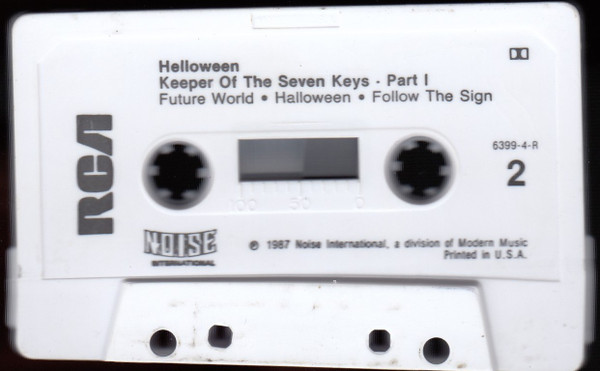 Helloween
Keeper Of The Seven Keys - Part I
Future World • Halloween • Follow The Sign
RCA
6399-4-R
2
100 50 0
NOISE
INTERNATIONAL
℗ 1987 Noise International, a division of Modern Music
Printed in U.S.A.